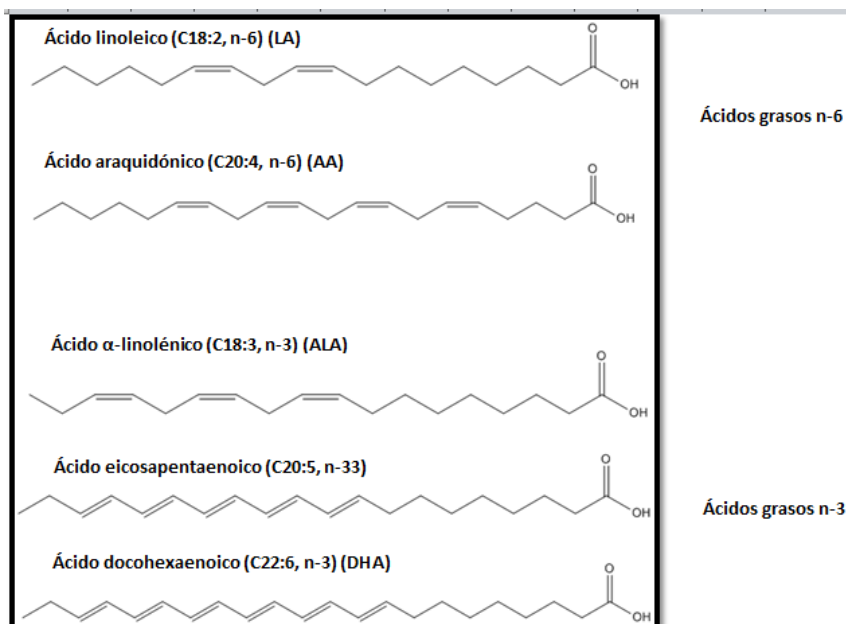 Ácido linoleico (C18:2, n-6) (LA)
O
OH
Ácidos grasos n-6
Ácido araquidónico (C20:4, n-6) (AA)
O
OH
Ácido α-linolénico (C18:3, n-3) (ALA)
O
OH
Ácido eicosapentaenoico (C20:5, n-33)
O
OH
Ácidos grasos n-3
Ácido docohexaenoico (C22:6, n-3) (DHA)
O
OH